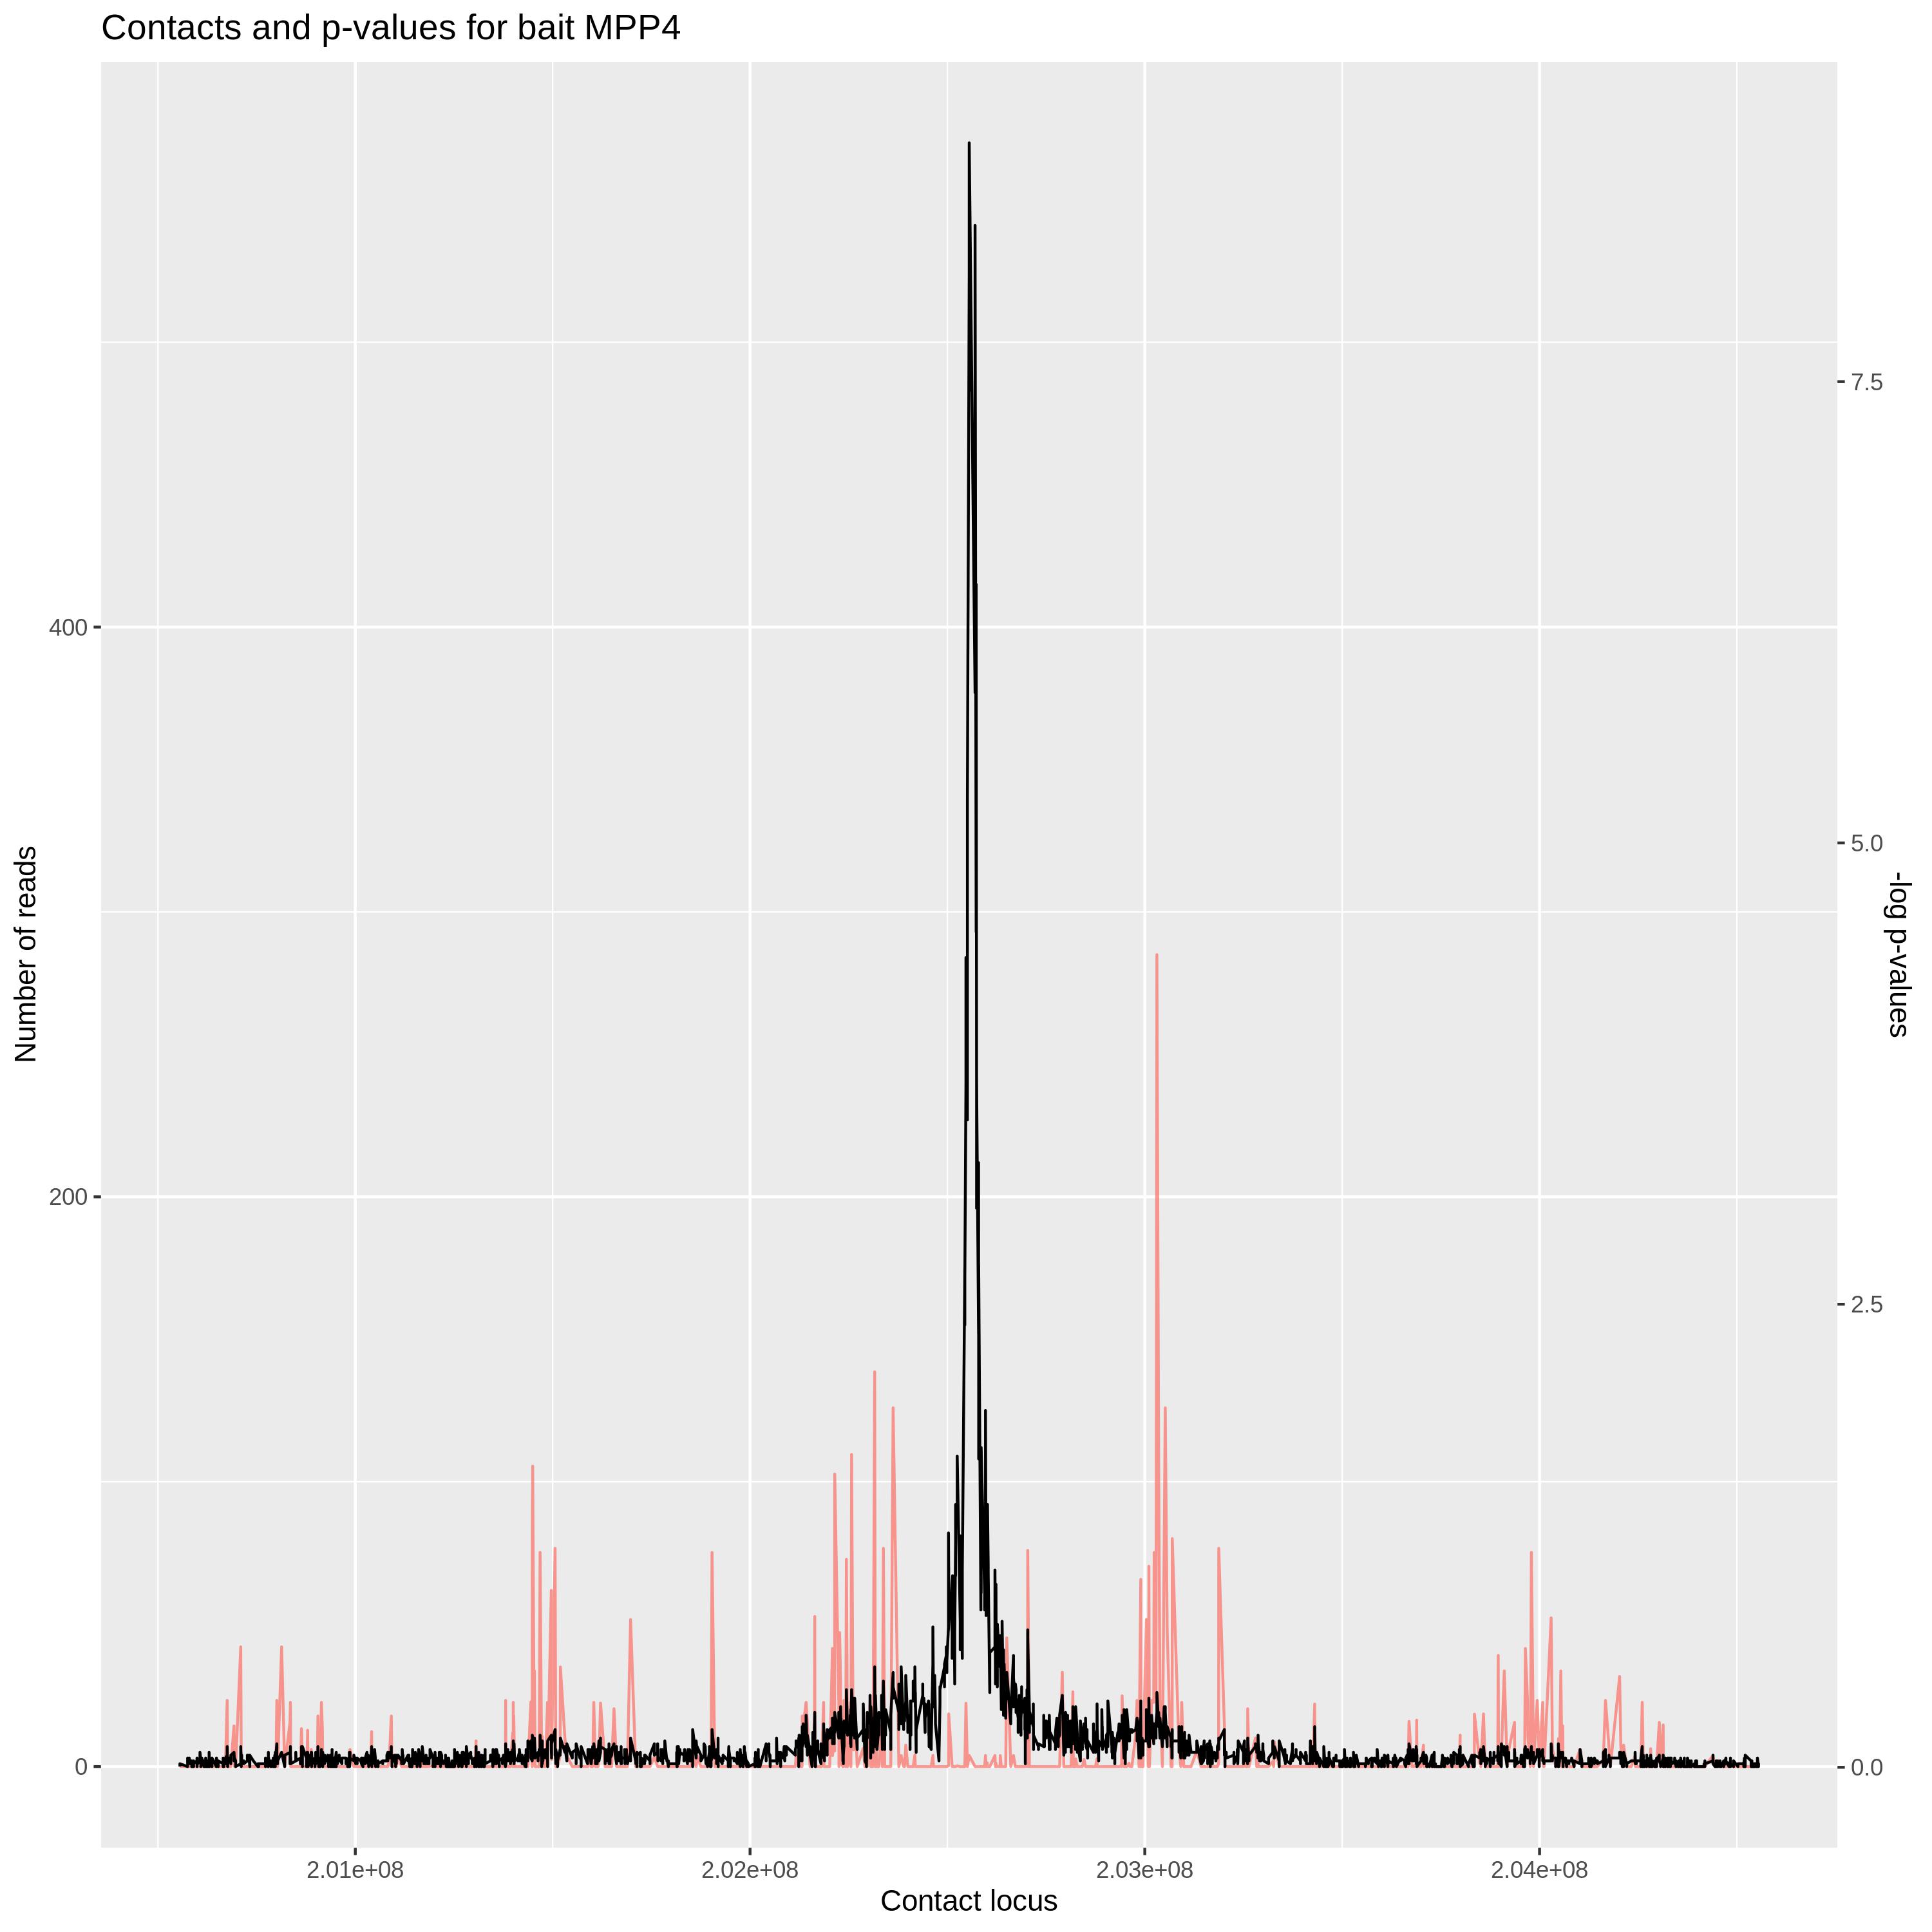 Contacts and p-values for bait MPP4
Number of reads
400
200
0
7.5
5.0
2.5
0.0
-log p-values
2.01e+08
2.02e+08
2.03e+08
2.04e+08
Contact locus